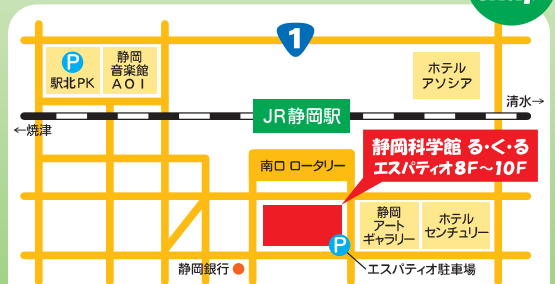 1
P
駅北PK
静岡
音楽館
AOI
ホテル
アソシア
清水→
JR静岡駅
←焼津
静岡科学館 る・く・る
エスパティオ8F～10F
南口 ロータリー
静岡
アート
ギャラリー
ホテル
センチュリー
P
静岡銀行
エスパティオ駐車場